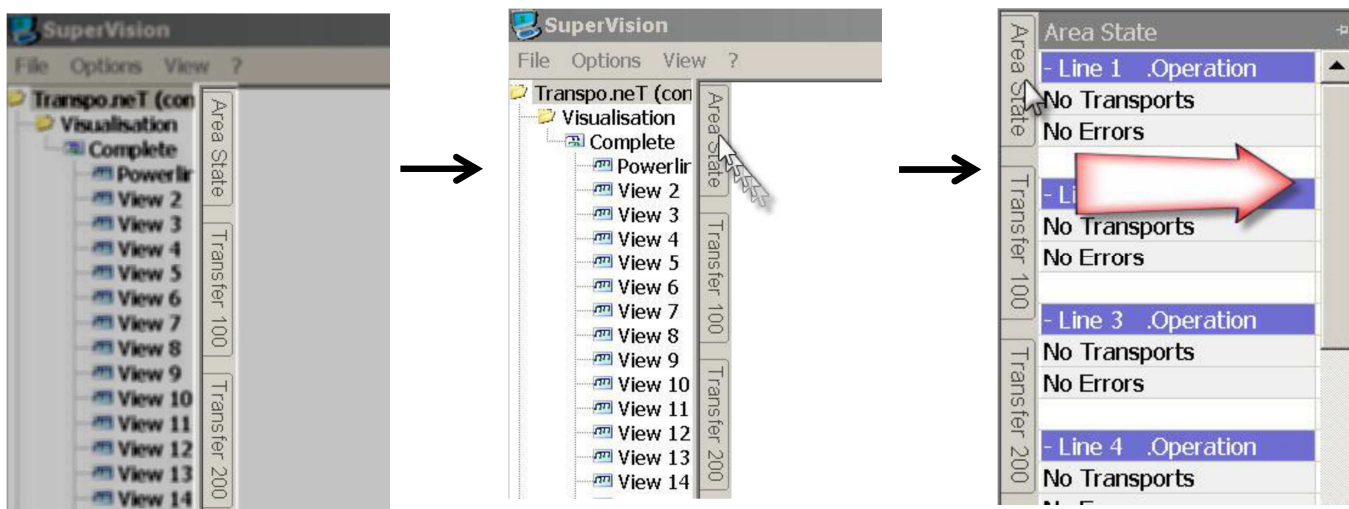 SuperVision
File Options View ?
Transpo.neT (con
Visualisation
Complete
Powerlir
View 2
View 3
View 4
View 5
View 6
View 7
View 8
View 9
View 10
View 11
View 12
View 13
View 14
Area State
Transfer 100
Transfer 200
SuperVision
File Options View ?
Transpo.neT (con
Visualisation
Complete
Powerlir
View 2
View 3
View 4
View 5
View 6
View 7
View 8
View 9
View 10
View 11
View 12
View 13
View 14
Area State
Transfer 100
Transfer 200
Area State
Transfer 100
Transfer 200
Area State
- Line 1 .Operation
No Transports
No Errors
- Li
No Transports
No Errors
- Line 3 .Operation
No Transports
No Errors
- Line 4 .Operation
No Transports